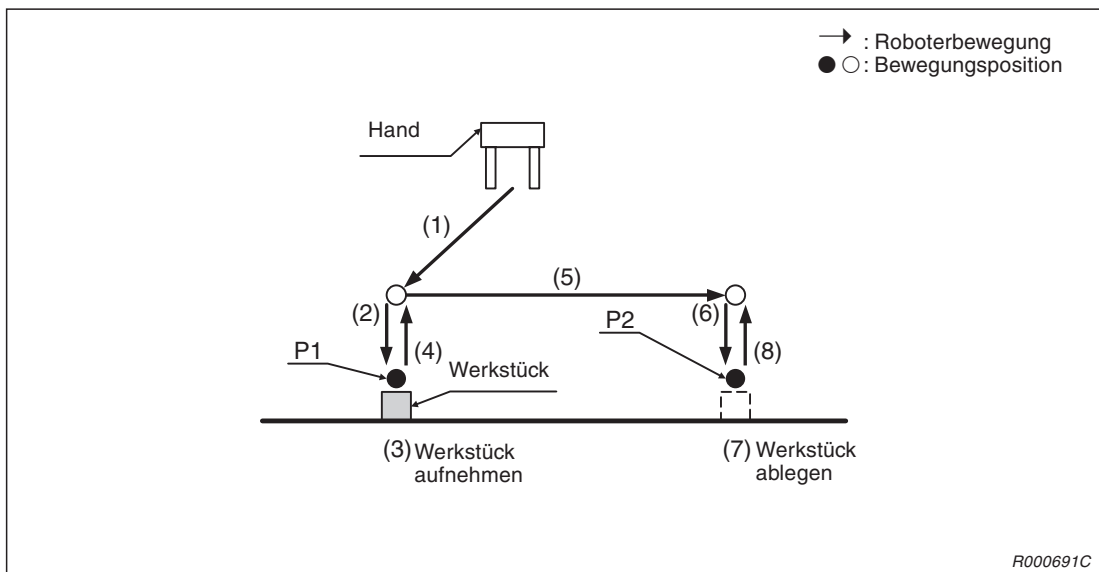 : Roboterbewegung
: Bewegungsposition
Hand
(1)
(5)
(2)
(6)
P2
P1
(4)
(8)
Werkstück
(3) Werkstück
aufnehmen
(7) Werkstück
ablegen
R000691C